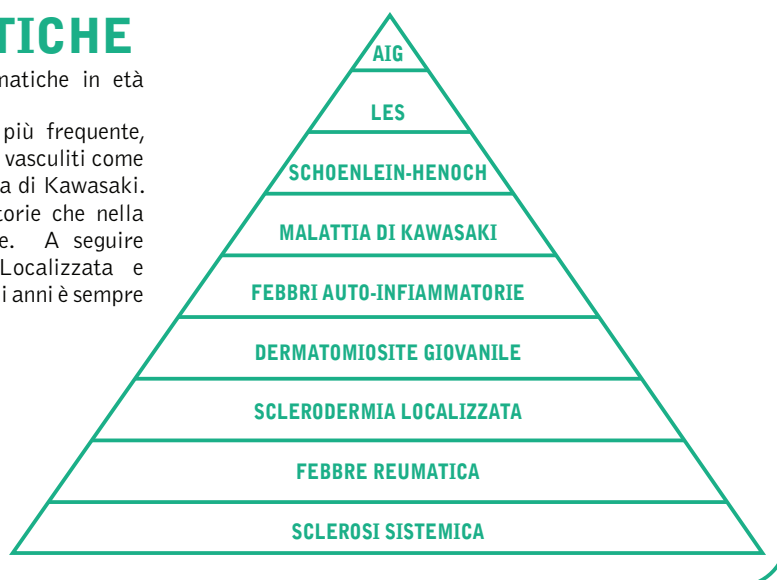 TICHE
matiche in età
più frequente,
vasculiti come
a di Kawasaki.
torie che nella
e. A seguire
Localizzata e
i anni è sempre
AIG
LES
SCHOENLEIN-HENOCH
MALATTIA DI KAWASAKI
FEBBRI AUTO-INFIAMMATORIE
DERMATOMIOSITE GIOVANILE
SCLERODERMIA LOCALIZZATA
FEBBRE REUMATICA
SCLEROSI SISTEMICA